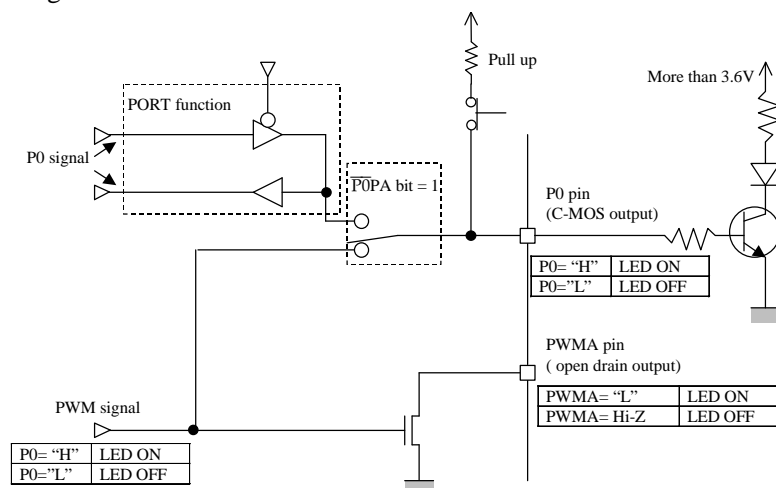 Pull up
More than 3.6V
PORT function
P0 signal
P0PA bit = 1
P0 pin
(C-MOS output)
P0= “H” LED ON
P0=”L” LED OFF
PWMA pin
( open drain output)
PWMA= “L” LED ON
PWMA= Hi-Z LED OFF
PWM signal
P0= “H” LED ON
P0=”L” LED OFF